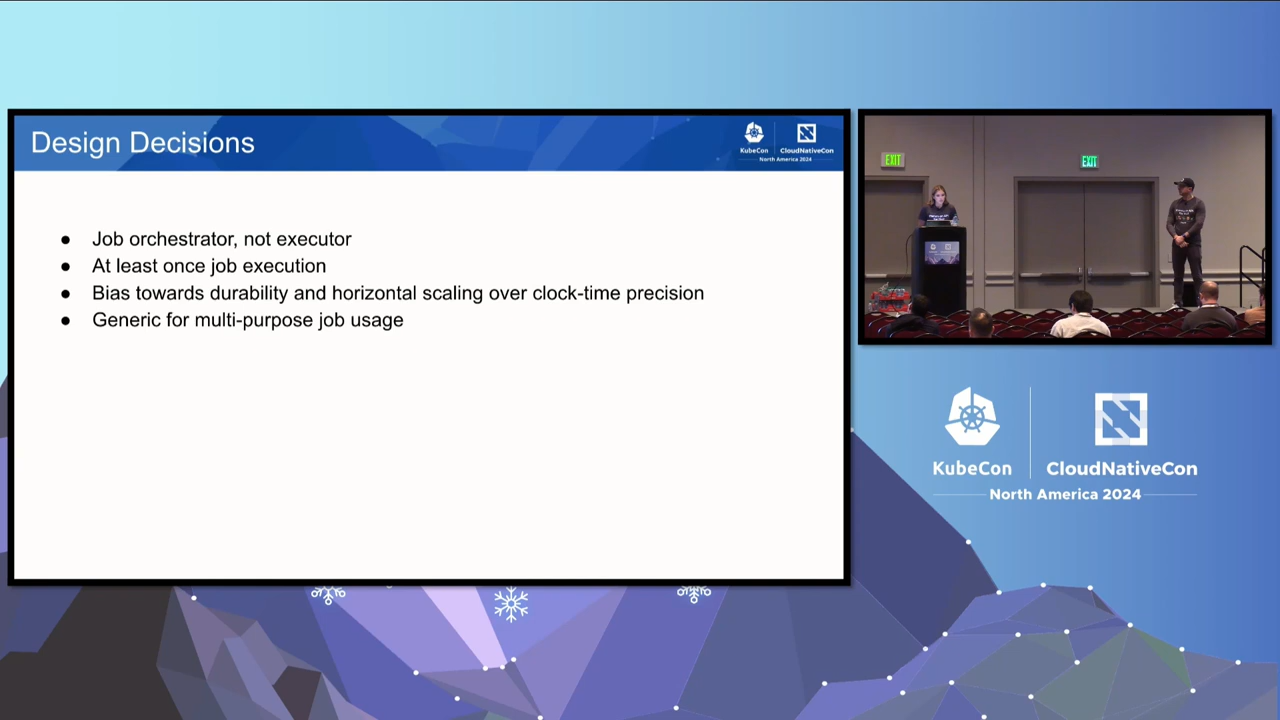 Design Decisions
KubeCon
CloudNativeCon
North America 2024
● Job orchestrator, not executor
● At least once job execution
● Bias towards durability and horizontal scaling over clock-time precision
● Generic for multi-purpose job usage
EXIT
EXIT
KubeCon
CloudNativeCon
North America 2024